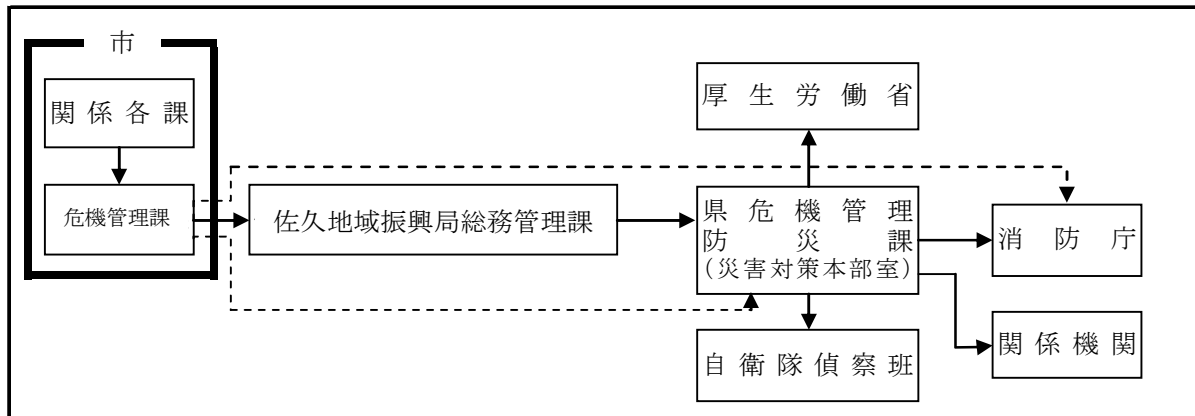 市
関係各課
危機管理課
佐久地域振興局総務管理課
厚生労働省
県危機管理
防災課
(災害対策本部室)
自衛隊偵察班
消防庁
関係機関